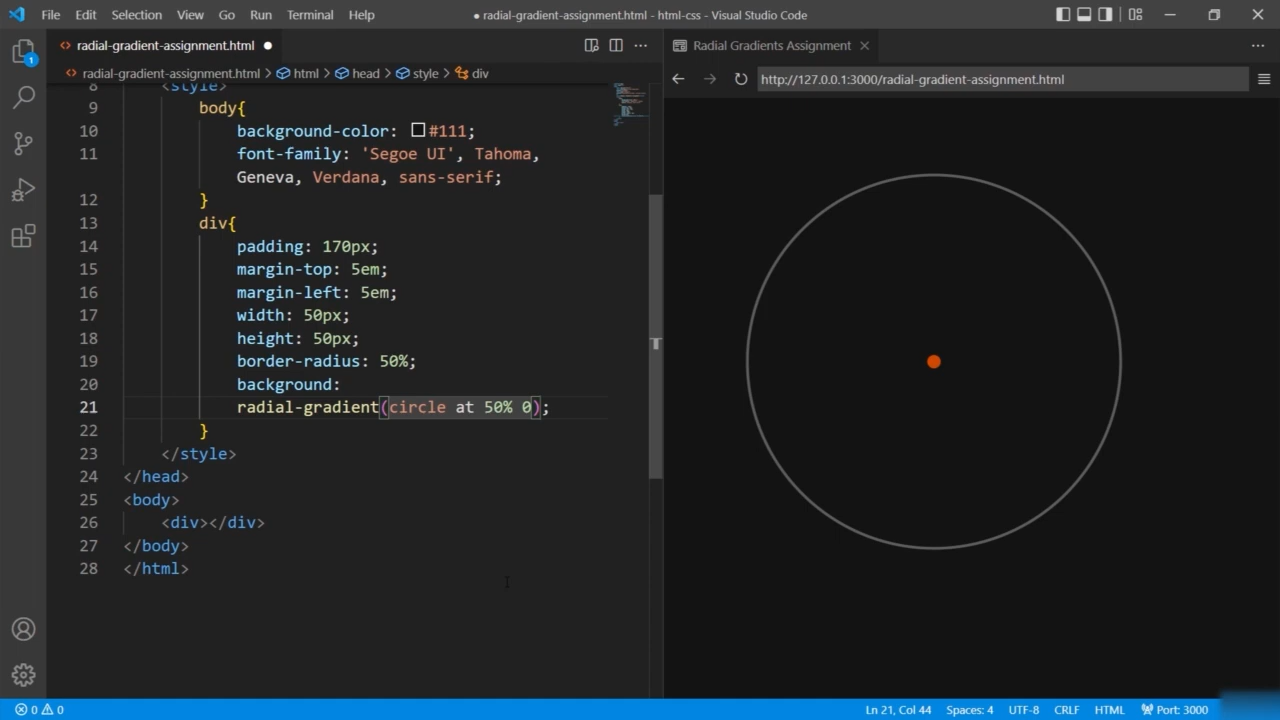 File Edit Selection View Go Run Terminal Help
● radial-gradient-assignment.html - html-css - Visual Studio Code
radial-gradient-assignment.html ●
radial-gradient-assignment.html > html > head > style > div
8 <style>
9 body{
10 background-color: #111;
11 font-family: 'Segoe UI', Tahoma,
Geneva, Verdana, sans-serif;
12 }
13 div{
14 padding: 170px;
15 margin-top: 5em;
16 margin-left: 5em;
17 width: 50px;
18 height: 50px;
19 border-radius: 50%;
20 background:
21 radial-gradient(circle at 50% 0);
22 }
23 </style>
24 </head>
25 <body>
26 <div></div>
27 </body>
28 </html>
Radial Gradients Assignment
http://127.0.0.1:3000/radial-gradient-assignment.html
1
0 0
Ln 21, Col 44 Spaces: 4 UTF-8 CRLF HTML Port: 3000